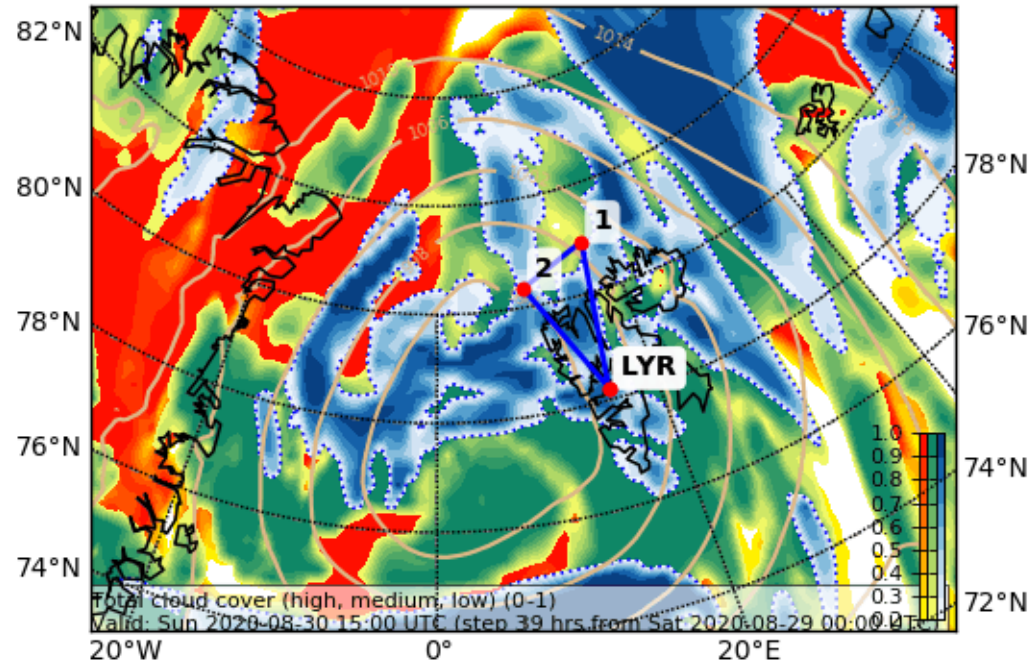 82°N
80°N
78°N
76°N
74°N
78°N
76°N
74°N
72°N
20°W
0°
20°E
1014
1006
1
2
LYR
1.0
0.9
0.8
0.7
0.6
0.5
0.4
0.3
0.2
Total cloud cover (high, medium, low) (0-1)
Valid: Sun 2020-08-30 15:00 UTC (step 39 hrs from Sat 2020-08-29 00:00 UTC)